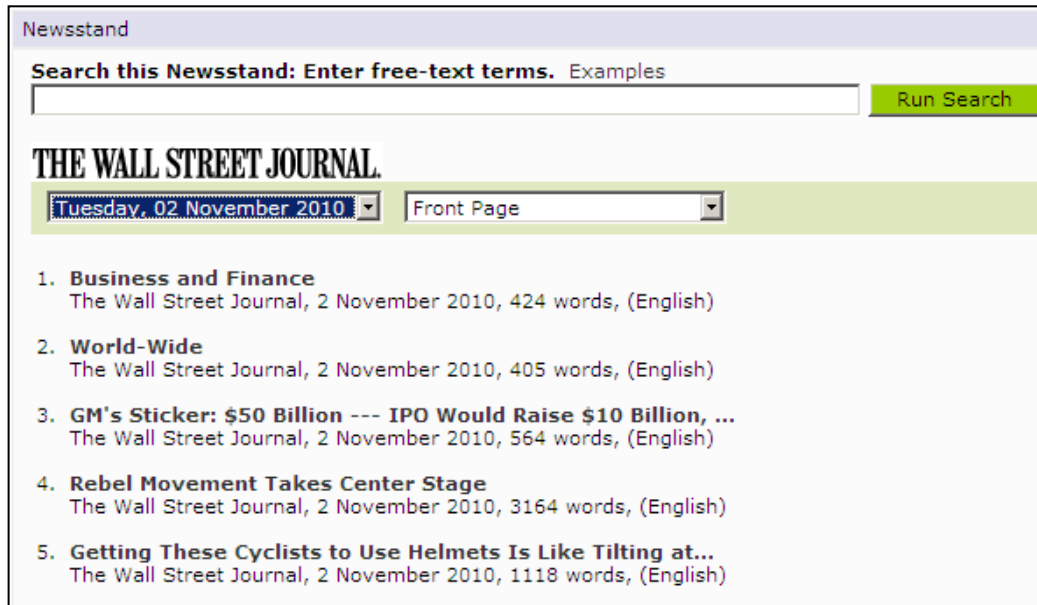 Newsstand
Search this Newsstand: Enter free-text terms. Examples
Run Search
THE WALL STREET JOURNAL.
Tuesday, 02 November 2010 Front Page
1. Business and Finance
The Wall Street Journal, 2 November 2010, 424 words, (English)
2. World-Wide
The Wall Street Journal, 2 November 2010, 405 words, (English)
3. GM's Sticker: $50 Billion --- IPO Would Raise $10 Billion, ...
The Wall Street Journal, 2 November 2010, 564 words, (English)
4. Rebel Movement Takes Center Stage
The Wall Street Journal, 2 November 2010, 3164 words, (English)
5. Getting These Cyclists to Use Helmets Is Like Tilting at...
The Wall Street Journal, 2 November 2010, 1118 words, (English)